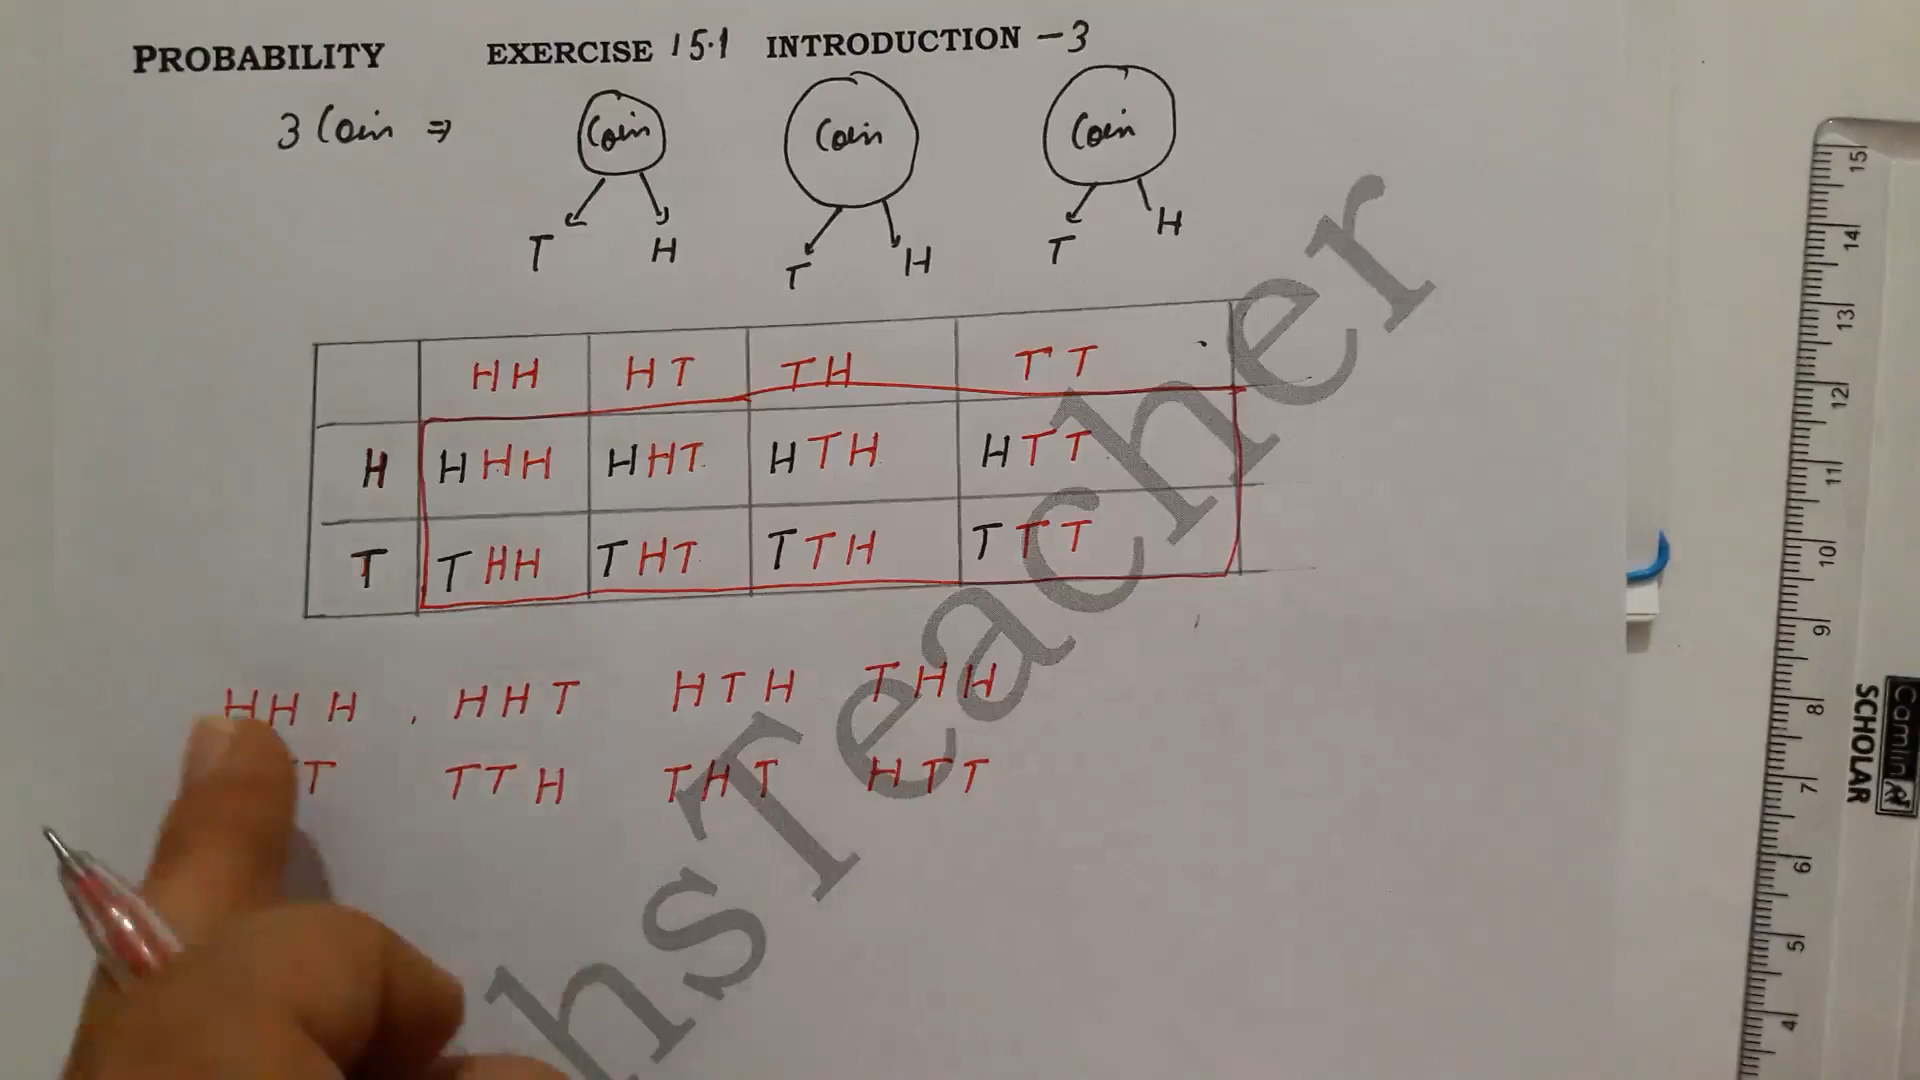 PROBABILITY EXERCISE 15.1 INTRODUCTION -3
3 Coin ⇒ Coin Coin Coin
T H T H T H
HH HT TH TT
H HHH HHT HTH HTT
T THH THT TTH TTT
HHH , HHT HTH THH
T TTH THT HTT
hsTeacher
15 14 13 12 11 10 9 8 7 6 5 4
Camlin
SCHOLAR